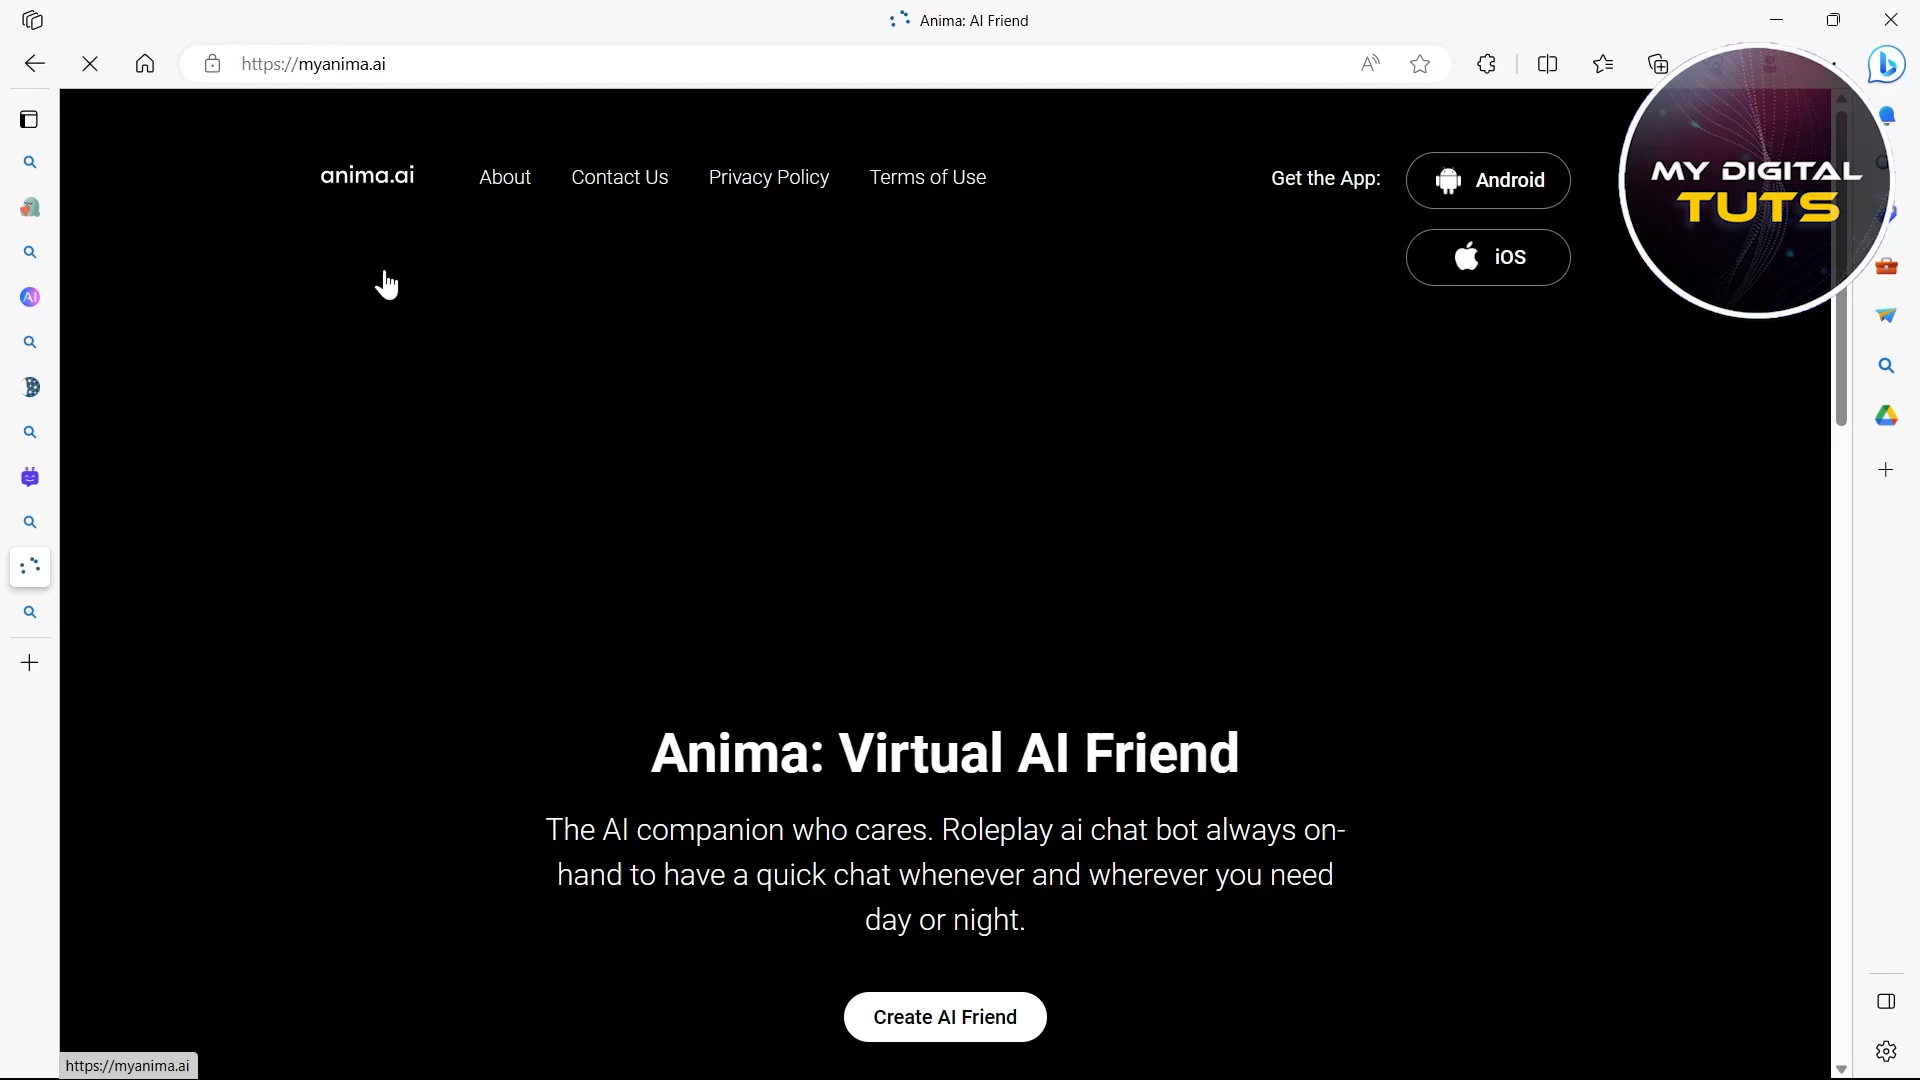 Anima: AI Friend
https://myanima.ai
anima.ai
About
Contact Us
Privacy Policy
Terms of Use
Get the App:
Android
iOS
MY DIGITAL
TUTS
AI
Anima: Virtual AI Friend
The AI companion who cares. Roleplay ai chat bot always on-
hand to have a quick chat whenever and wherever you need
day or night.
Create AI Friend
https://myanima.ai